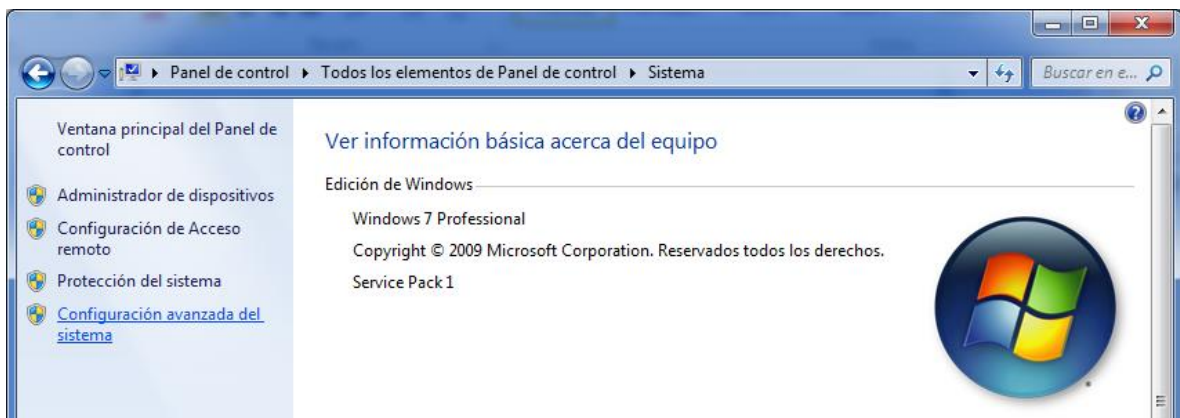 Panel de control ▸ Todos los elementos de Panel de control ▸ Sistema
Buscar en e...
Ventana principal del Panel de
control
Administrador de dispositivos
Configuración de Acceso
remoto
Protección del sistema
Configuración avanzada del
sistema
Ver información básica acerca del equipo
Edición de Windows
Windows 7 Professional
Copyright © 2009 Microsoft Corporation. Reservados todos los derechos.
Service Pack 1